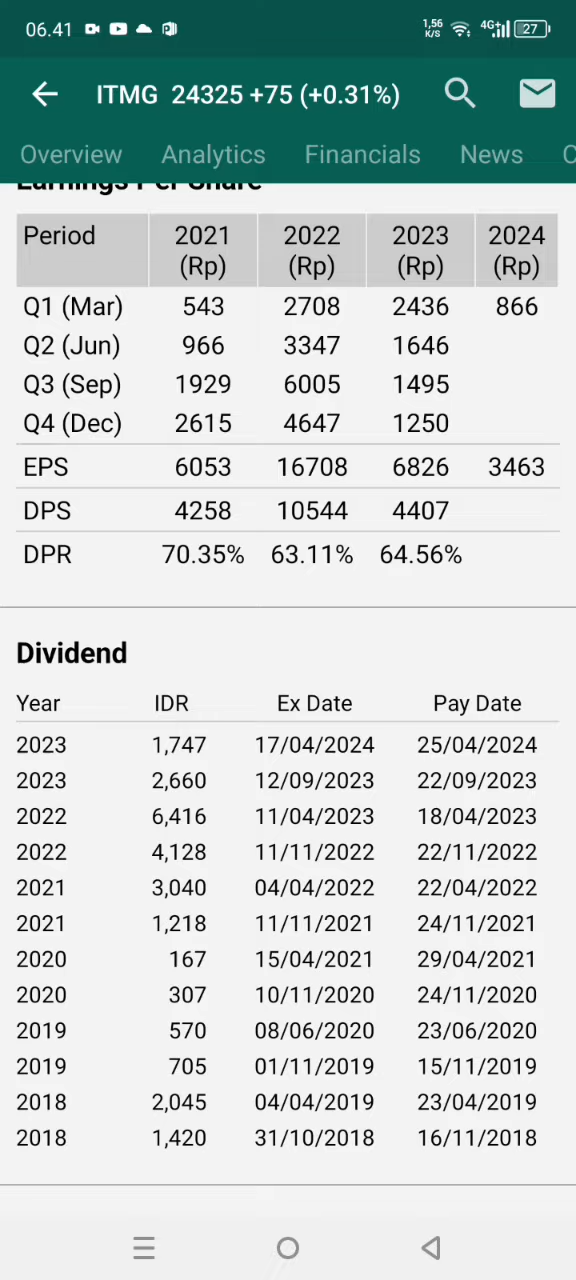 06.41 1,56 K/S 4G+ 27
ITMG 24325 +75 (+0.31%)
Overview Analytics Financials News C
Earnings Per Share
Period 2021 (Rp) 2022 (Rp) 2023 (Rp) 2024 (Rp)
Q1 (Mar) 543 2708 2436 866
Q2 (Jun) 966 3347 1646
Q3 (Sep) 1929 6005 1495
Q4 (Dec) 2615 4647 1250
EPS 6053 16708 6826 3463
DPS 4258 10544 4407
DPR 70.35% 63.11% 64.56%
Dividend
Year IDR Ex Date Pay Date
2023 1,747 17/04/2024 25/04/2024
2023 2,660 12/09/2023 22/09/2023
2022 6,416 11/04/2023 18/04/2023
2022 4,128 11/11/2022 22/11/2022
2021 3,040 04/04/2022 22/04/2022
2021 1,218 11/11/2021 24/11/2021
2020 167 15/04/2021 29/04/2021
2020 307 10/11/2020 24/11/2020
2019 570 08/06/2020 23/06/2020
2019 705 01/11/2019 15/11/2019
2018 2,045 04/04/2019 23/04/2019
2018 1,420 31/10/2018 16/11/2018